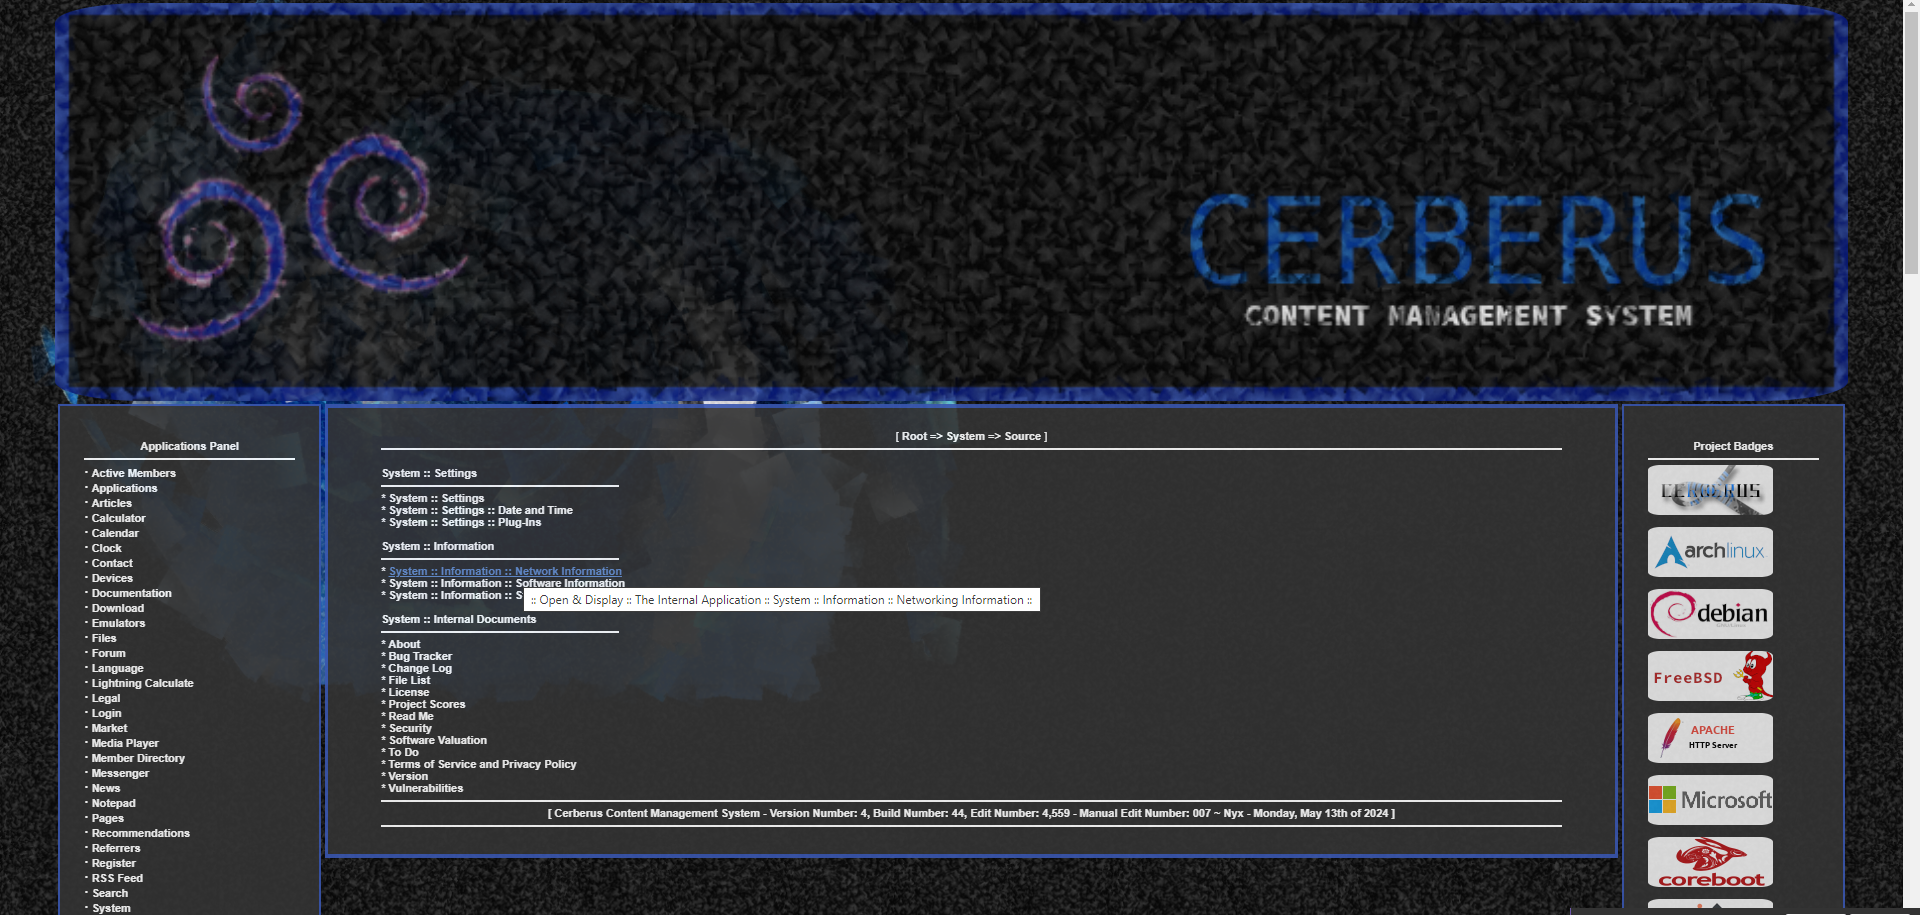 CERBERUS
CONTENT MANAGEMENT SYSTEM
Applications Panel
· Active Members
· Applications
· Articles
· Calculator
· Calendar
· Clock
· Contact
· Devices
· Documentation
· Download
· Emulators
· Files
· Forum
· Language
· Lightning Calculate
· Legal
· Login
· Market
· Media Player
· Member Directory
· Messenger
· News
· Notepad
· Pages
· Recommendations
· Referrers
· Register
· RSS Feed
· Search
· System
[ Root => System => Source ]
System :: Settings
* System :: Settings
* System :: Settings :: Date and Time
* System :: Settings :: Plug-Ins
System :: Information
* System :: Information :: Network Information
* System :: Information :: Software Information
* System :: Information :: S
:: Open & Display :: The Internal Application :: System :: Information :: Networking Information ::
System :: Internal Documents
* About
* Bug Tracker
* Change Log
* File List
* License
* Project Scores
* Read Me
* Security
* Software Valuation
* To Do
* Terms of Service and Privacy Policy
* Version
* Vulnerabilities
[ Cerberus Content Management System - Version Number: 4, Build Number: 44, Edit Number: 4,559 - Manual Edit Number: 007 ~ Nyx - Monday, May 13th of 2024 ]
Project Badges
CERBERUS
archlinux
debian
FreeBSD
APACHE
HTTP Server
Microsoft
coreboot